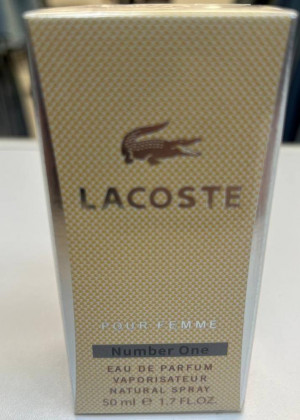 LACOSTE
POUR FEMME
Number One
EAU DE PARFUM
VAPORISATEUR
NATURAL SPRAY
50 ml ℮ 1.7 FL.OZ.